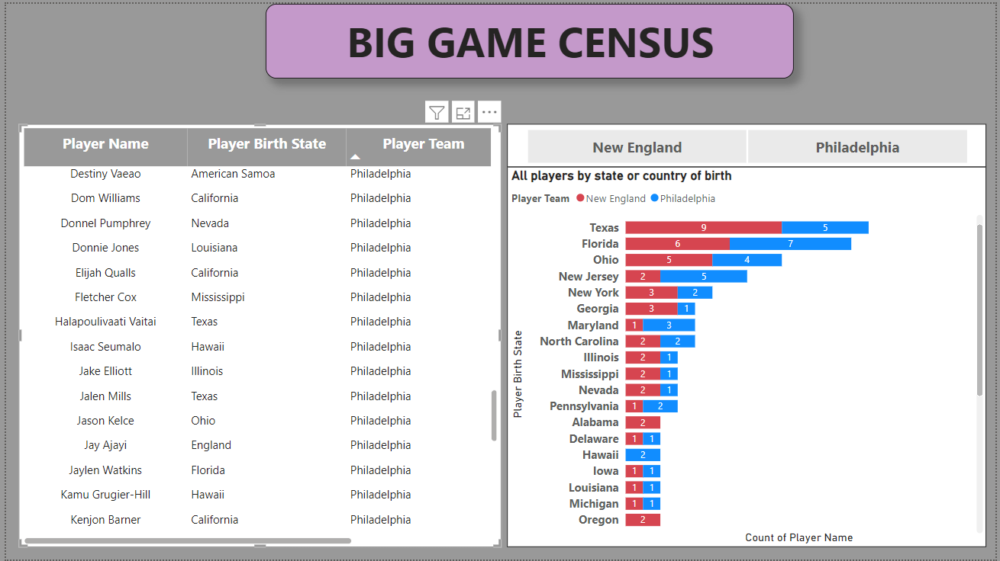 BIG GAME CENSUS
Player Name Player Birth State Player Team
Destiny Vaeao American Samoa Philadelphia
Dom Williams California Philadelphia
Donnel Pumphrey Nevada Philadelphia
Donnie Jones Louisiana Philadelphia
Elijah Qualls California Philadelphia
Fletcher Cox Mississippi Philadelphia
Halapoulivaati Vaitai Texas Philadelphia
Isaac Seumalo Hawaii Philadelphia
Jake Elliott Illinois Philadelphia
Jalen Mills Texas Philadelphia
Jason Kelce Ohio Philadelphia
Jay Ajayi England Philadelphia
Jaylen Watkins Florida Philadelphia
Kamu Grugier-Hill Hawaii Philadelphia
Kenjon Barner California Philadelphia
New England Philadelphia
All players by state or country of birth
Player Team New England Philadelphia
Player Birth State
Texas 9 5
Florida 6 7
Ohio 5 4
New Jersey 2 5
New York 3 2
Georgia 3 1
Maryland 1 3
North Carolina 2 2
Illinois 2 1
Mississippi 2 1
Nevada 2 1
Pennsylvania 1 2
Alabama 2
Delaware 1 1
Hawaii 2
Iowa 1 1
Louisiana 1 1
Michigan 1 1
Oregon 2
Count of Player Name